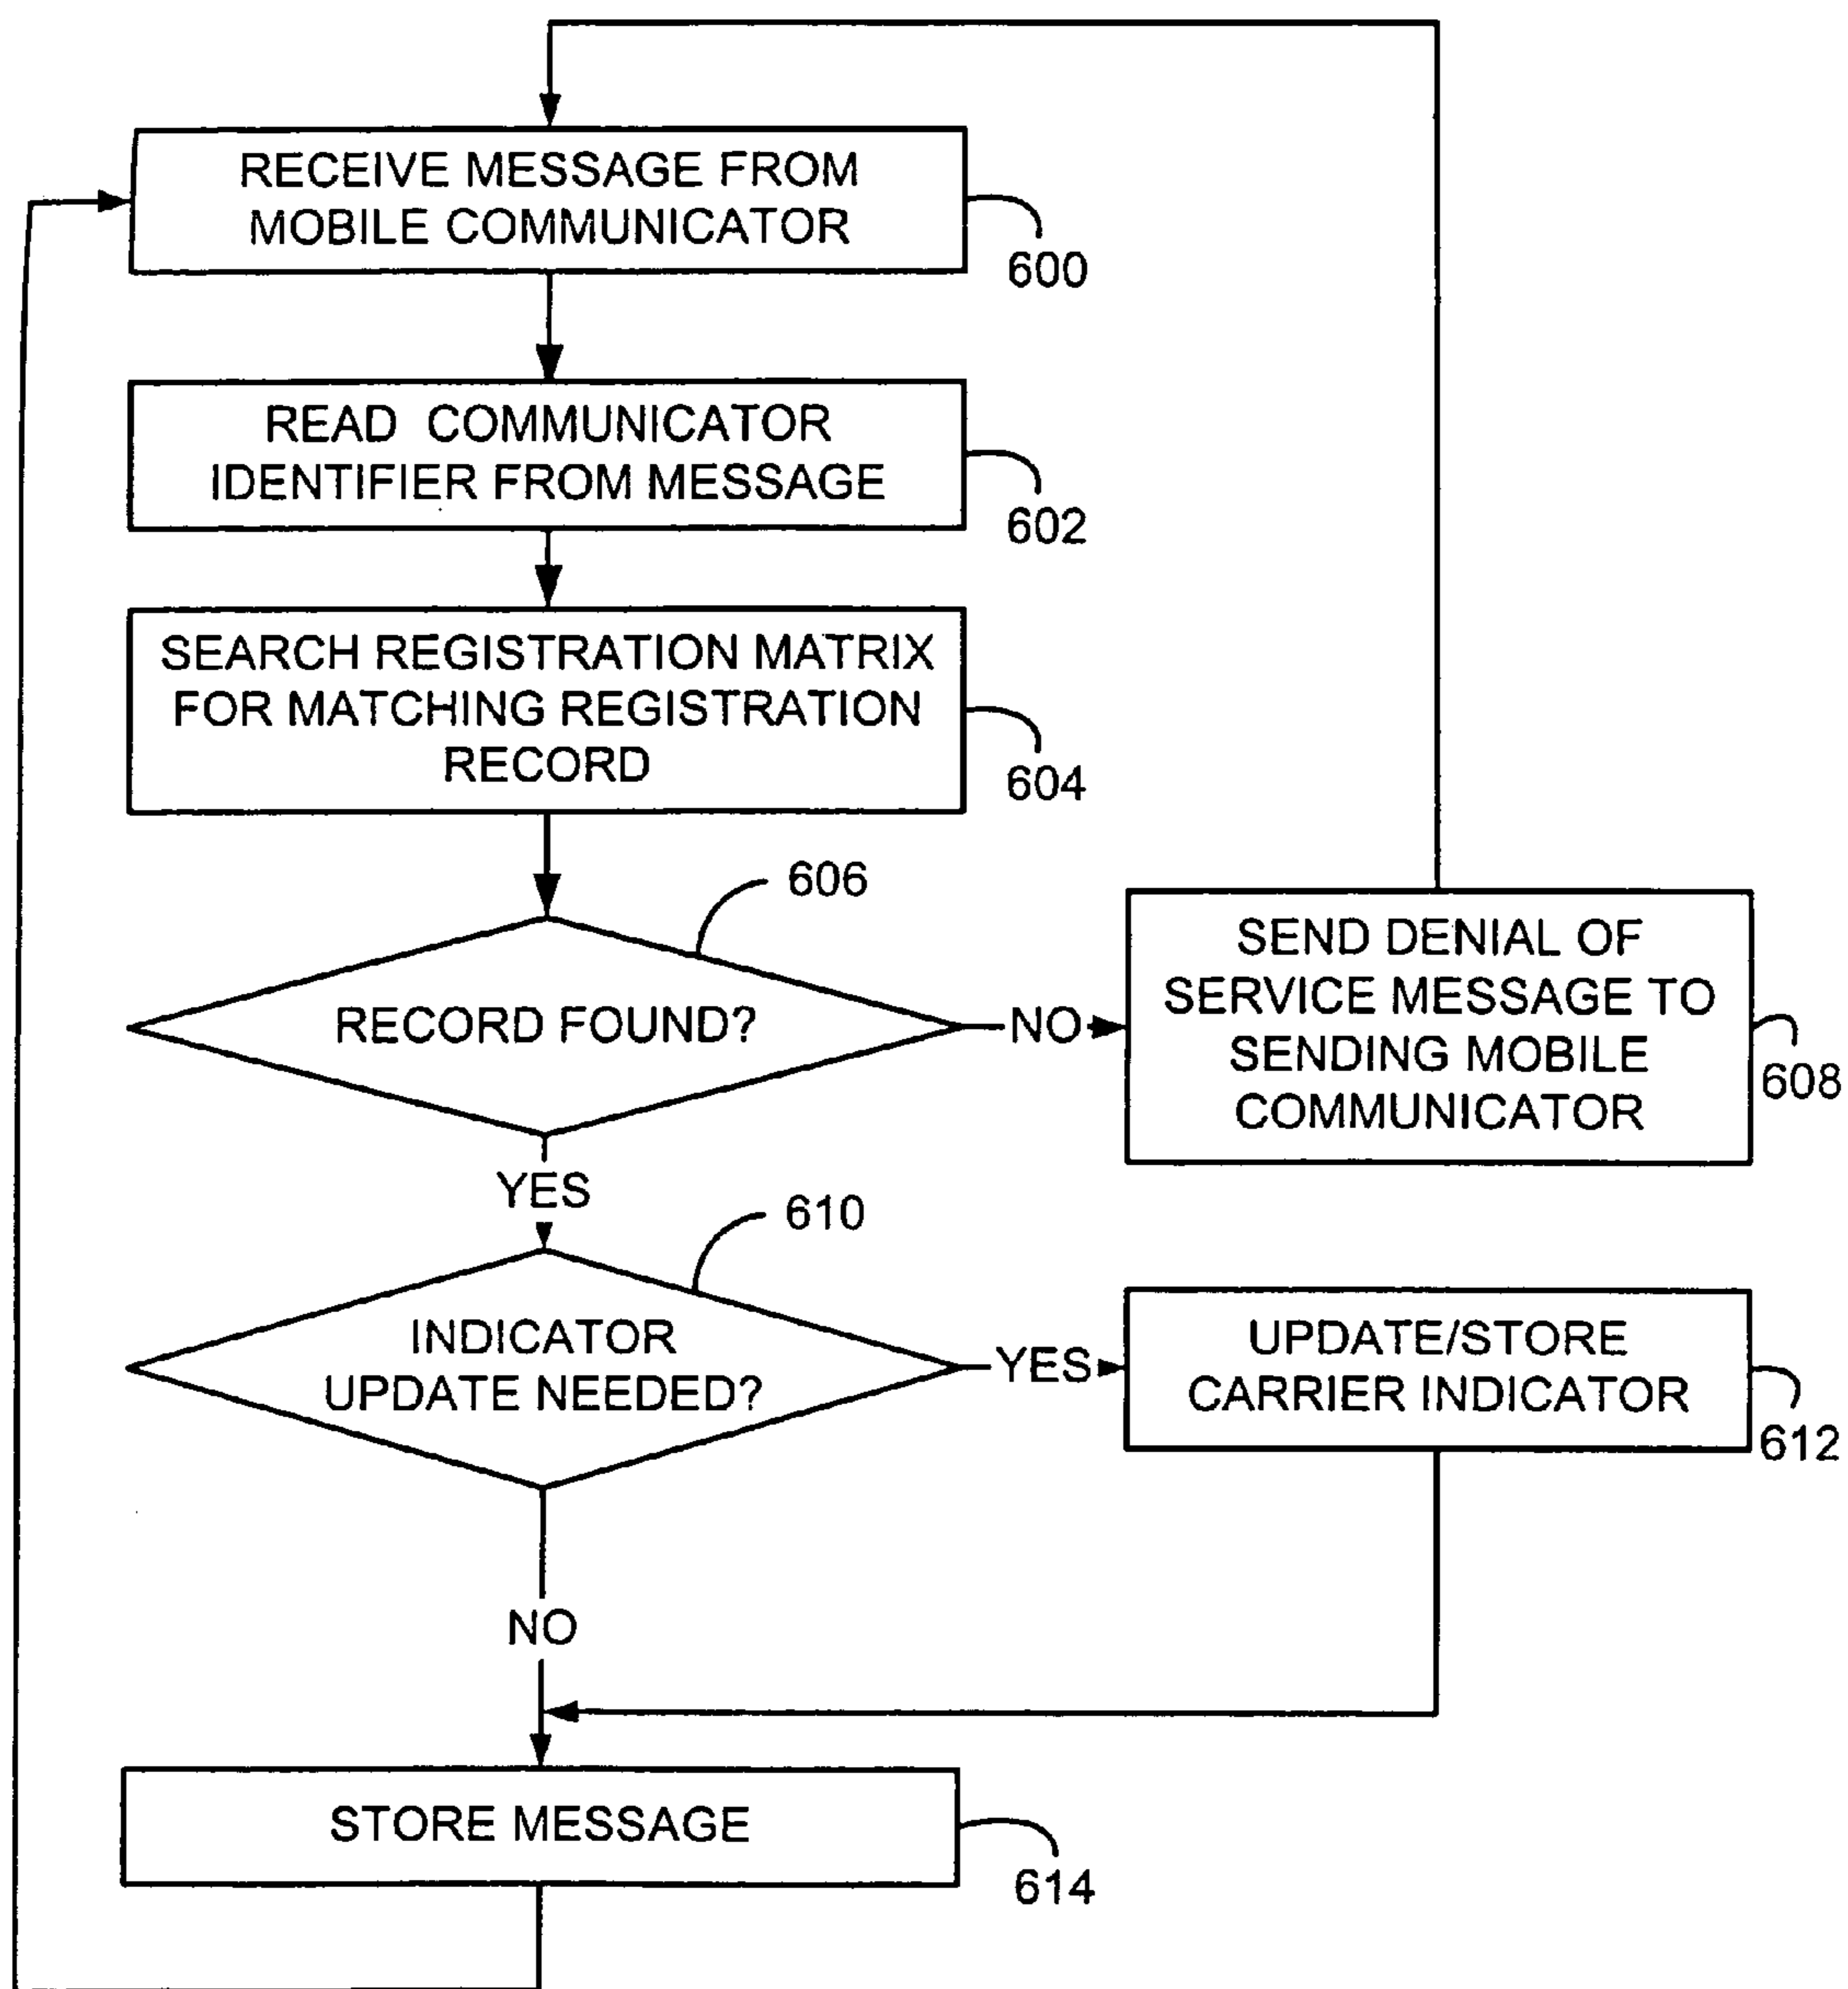 RECEIVE MESSAGE FROM
MOBILE COMMUNICATOR
600
READ COMMUNICATOR
IDENTIFIER FROM MESSAGE
602
SEARCH REGISTRATION MATRIX
FOR MATCHING REGISTRATION
RECORD
604
606
RECORD FOUND?
NO
SEND DENIAL OF
SERVICE MESSAGE TO
SENDING MOBILE
COMMUNICATOR
608
YES
610
INDICATOR
UPDATE NEEDED?
YES
UPDATE/STORE
CARRIER INDICATOR
612
NO
STORE MESSAGE
614